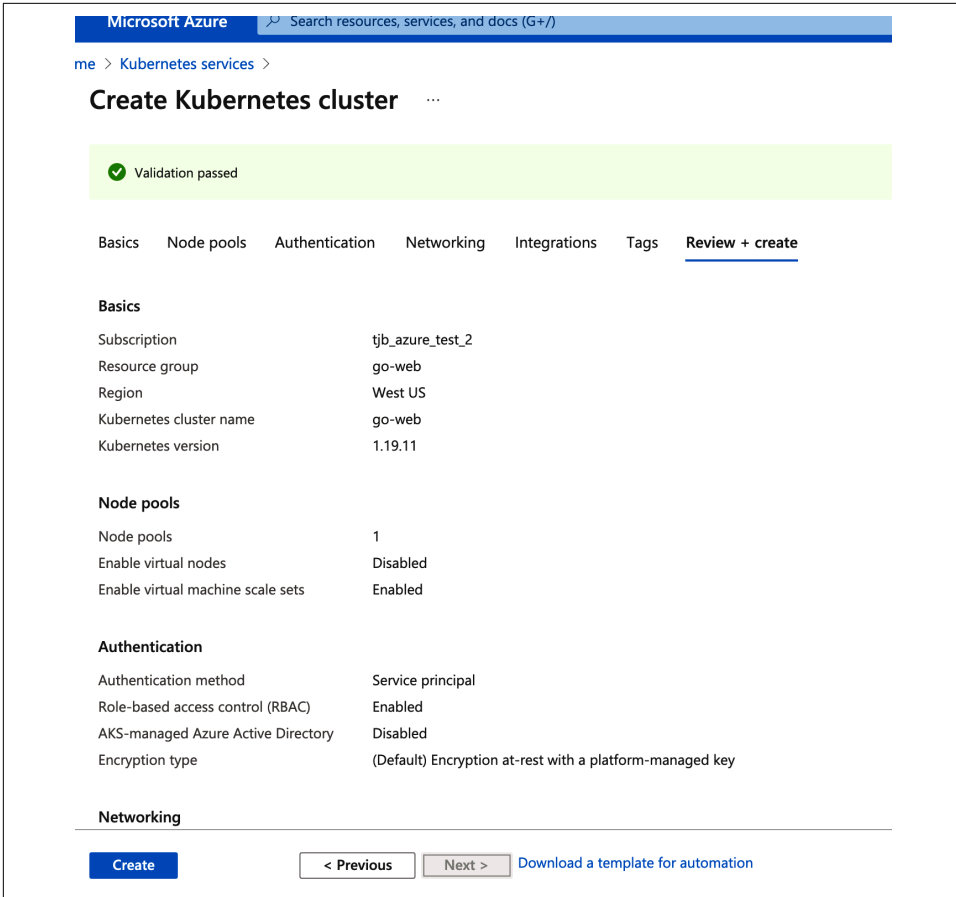 Microsoft Azure Search resources, services, and docs (G+/)
me > Kubernetes services >
Create Kubernetes cluster ...
Validation passed
Basics Node pools Authentication Networking Integrations Tags Review + create
Basics
Subscription tjb_azure_test_2
Resource group go-web
Region West US
Kubernetes cluster name go-web
Kubernetes version 1.19.11
Node pools
Node pools 1
Enable virtual nodes Disabled
Enable virtual machine scale sets Enabled
Authentication
Authentication method Service principal
Role-based access control (RBAC) Enabled
AKS-managed Azure Active Directory Disabled
Encryption type (Default) Encryption at-rest with a platform-managed key
Networking
Create < Previous Next > Download a template for automation